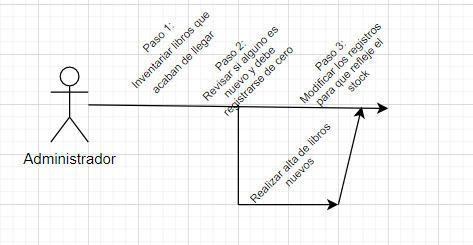 Paso 1:
Inventariar libros que
acaban de llegar
Paso 2:
Revisar si alguno es
nuevo y debe
registrarse de cero
Paso 3:
Modificar los registros
para que refleje el
stock
Realizar alta de libros
nuevos
Administrador